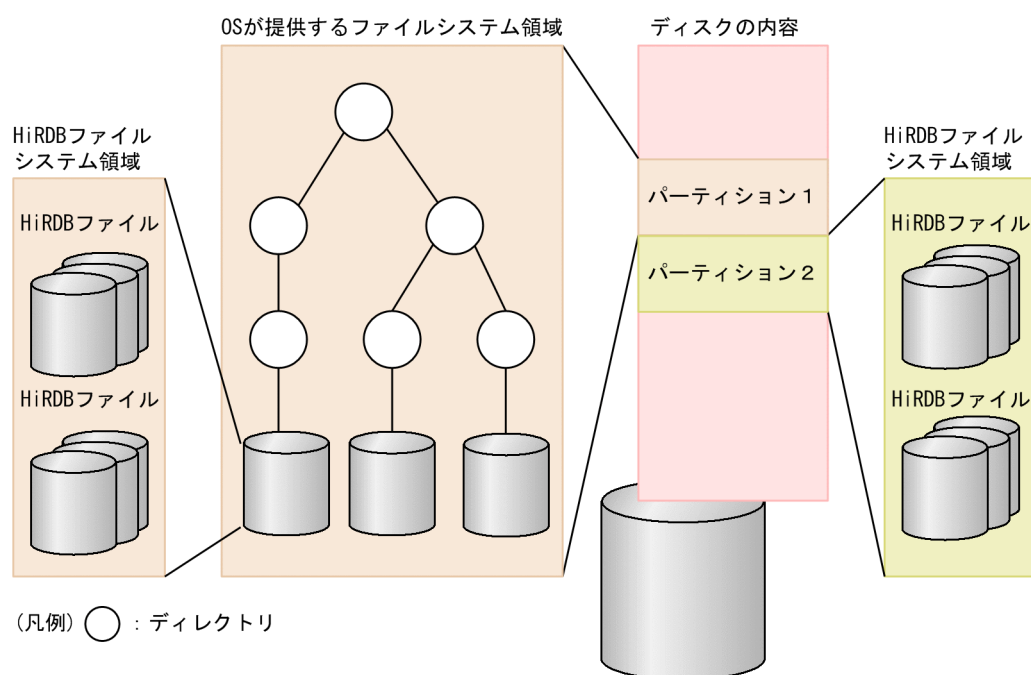 OSが提供するファイルシステム領域
ディスクの内容
HiRDBファイル
システム領域
HiRDBファイル
HiRDBファイル
パーティション１
パーティション２
HiRDBファイル
システム領域
HiRDBファイル
HiRDBファイル
(凡例) : ディレクトリ